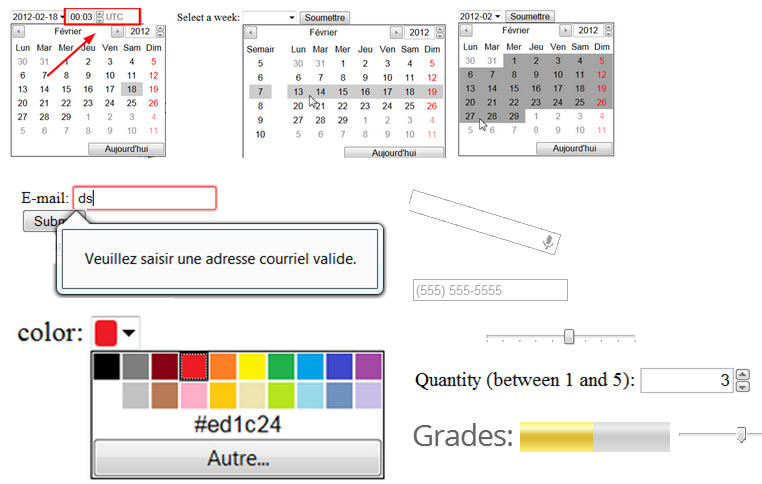 2012-02-18 00:03 UTC
Février 2012
Lun Mar Mer Jeu Ven Sam Dim
30 31 1 2 3 4 5
6 7 8 9 10 11 12
13 14 15 16 17 18 19
20 21 22 23 24 25 26
27 28 29 1 2 3 4
5 6 7 8 9 10 11
Aujourd'hui
Select a week: Soumettre
Février 2012
Semair Lun Mar Mer Jeu Ven Sam Dim
5 30 31 1 2 3 4 5
6 6 7 8 9 10 11 12
7 13 14 15 16 17 18 19
8 20 21 22 23 24 25 26
9 27 28 29 1 2 3 4
10 5 6 7 8 9 10 11
Aujourd'hui
2012-02 Soumettre
Février 2012
Lun Mar Mer Jeu Ven Sam Dim
30 31 1 2 3 4 5
6 7 8 9 10 11 12
13 14 15 16 17 18 19
20 21 22 23 24 25 26
27 28 29 1 2 3 4
5 6 7 8 9 10 11
Aujourd'hui
E-mail: ds
Subm
Veuillez saisir une adresse courriel valide.
(555) 555-5555
color:
#ed1c24
Autre...
Quantity (between 1 and 5): 3
Grades: